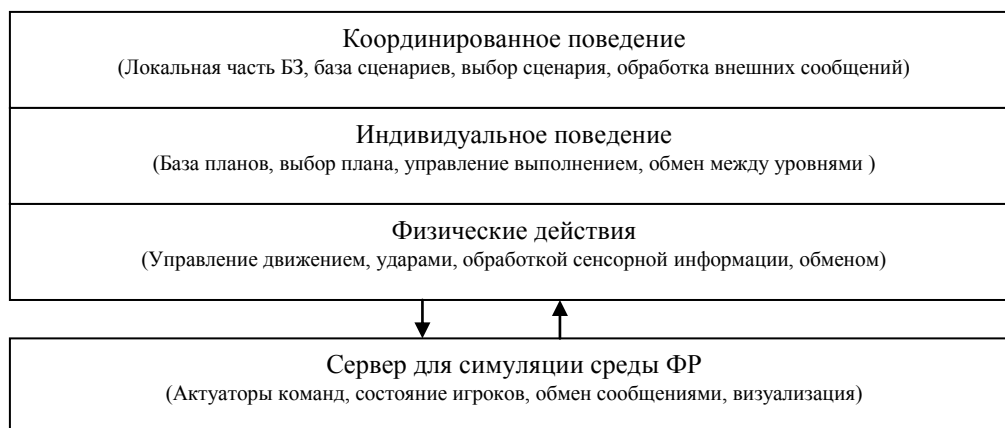 Координированное поведение
(Локальная часть БЗ, база сценариев, выбор сценария, обработка внешних сообщений)
Индивидуальное поведение
(База планов, выбор плана, управление выполнением, обмен между уровнями )
Физические действия
(Управление движением, ударами, обработкой сенсорной информации, обменом)
Сервер для симуляции среды ФР
(Актуаторы команд, состояние игроков, обмен сообщениями, визуализация)